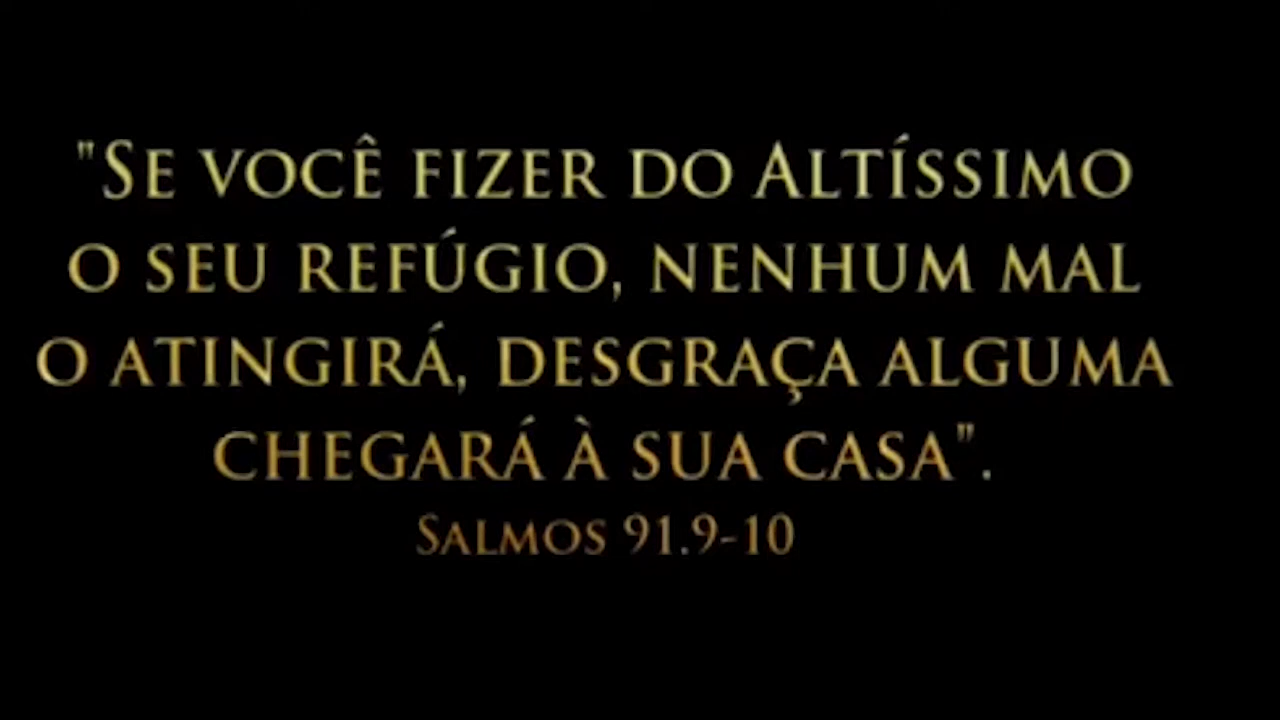 "Se você fizer do Altíssimo
o seu refúgio, nenhum mal
o atingirá, desgraça alguma
chegará à sua casa".
Salmos 91.9-10